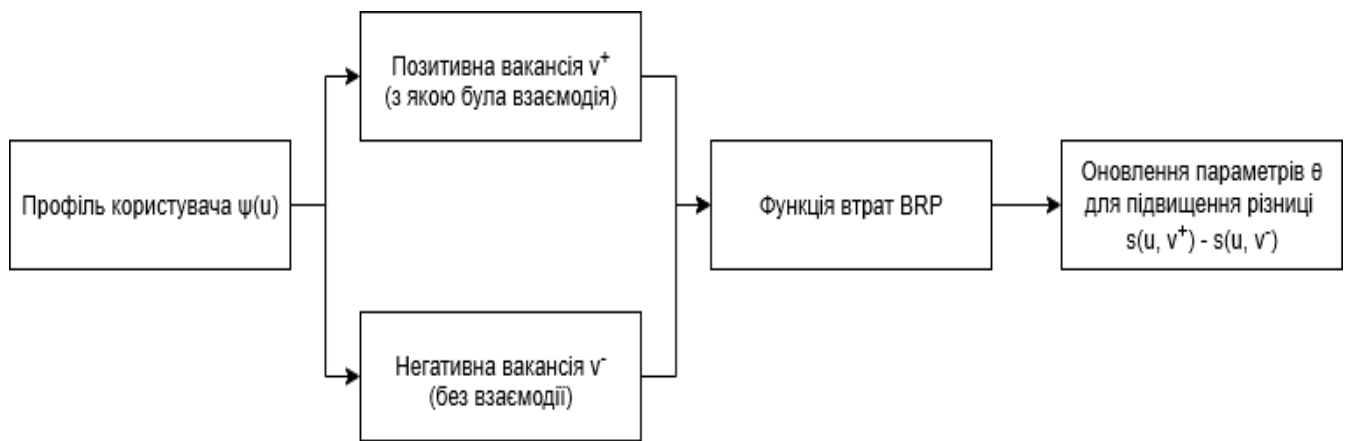 Профіль користувача ψ(u)
Позитивна вакансія v⁺
(з якою була взаємодія)
Негативна вакансія v⁻
(без взаємодії)
Функція втрат BRP
Оновлення параметрів θ
для підвищення різниці
s(u, v⁺) - s(u, v⁻)